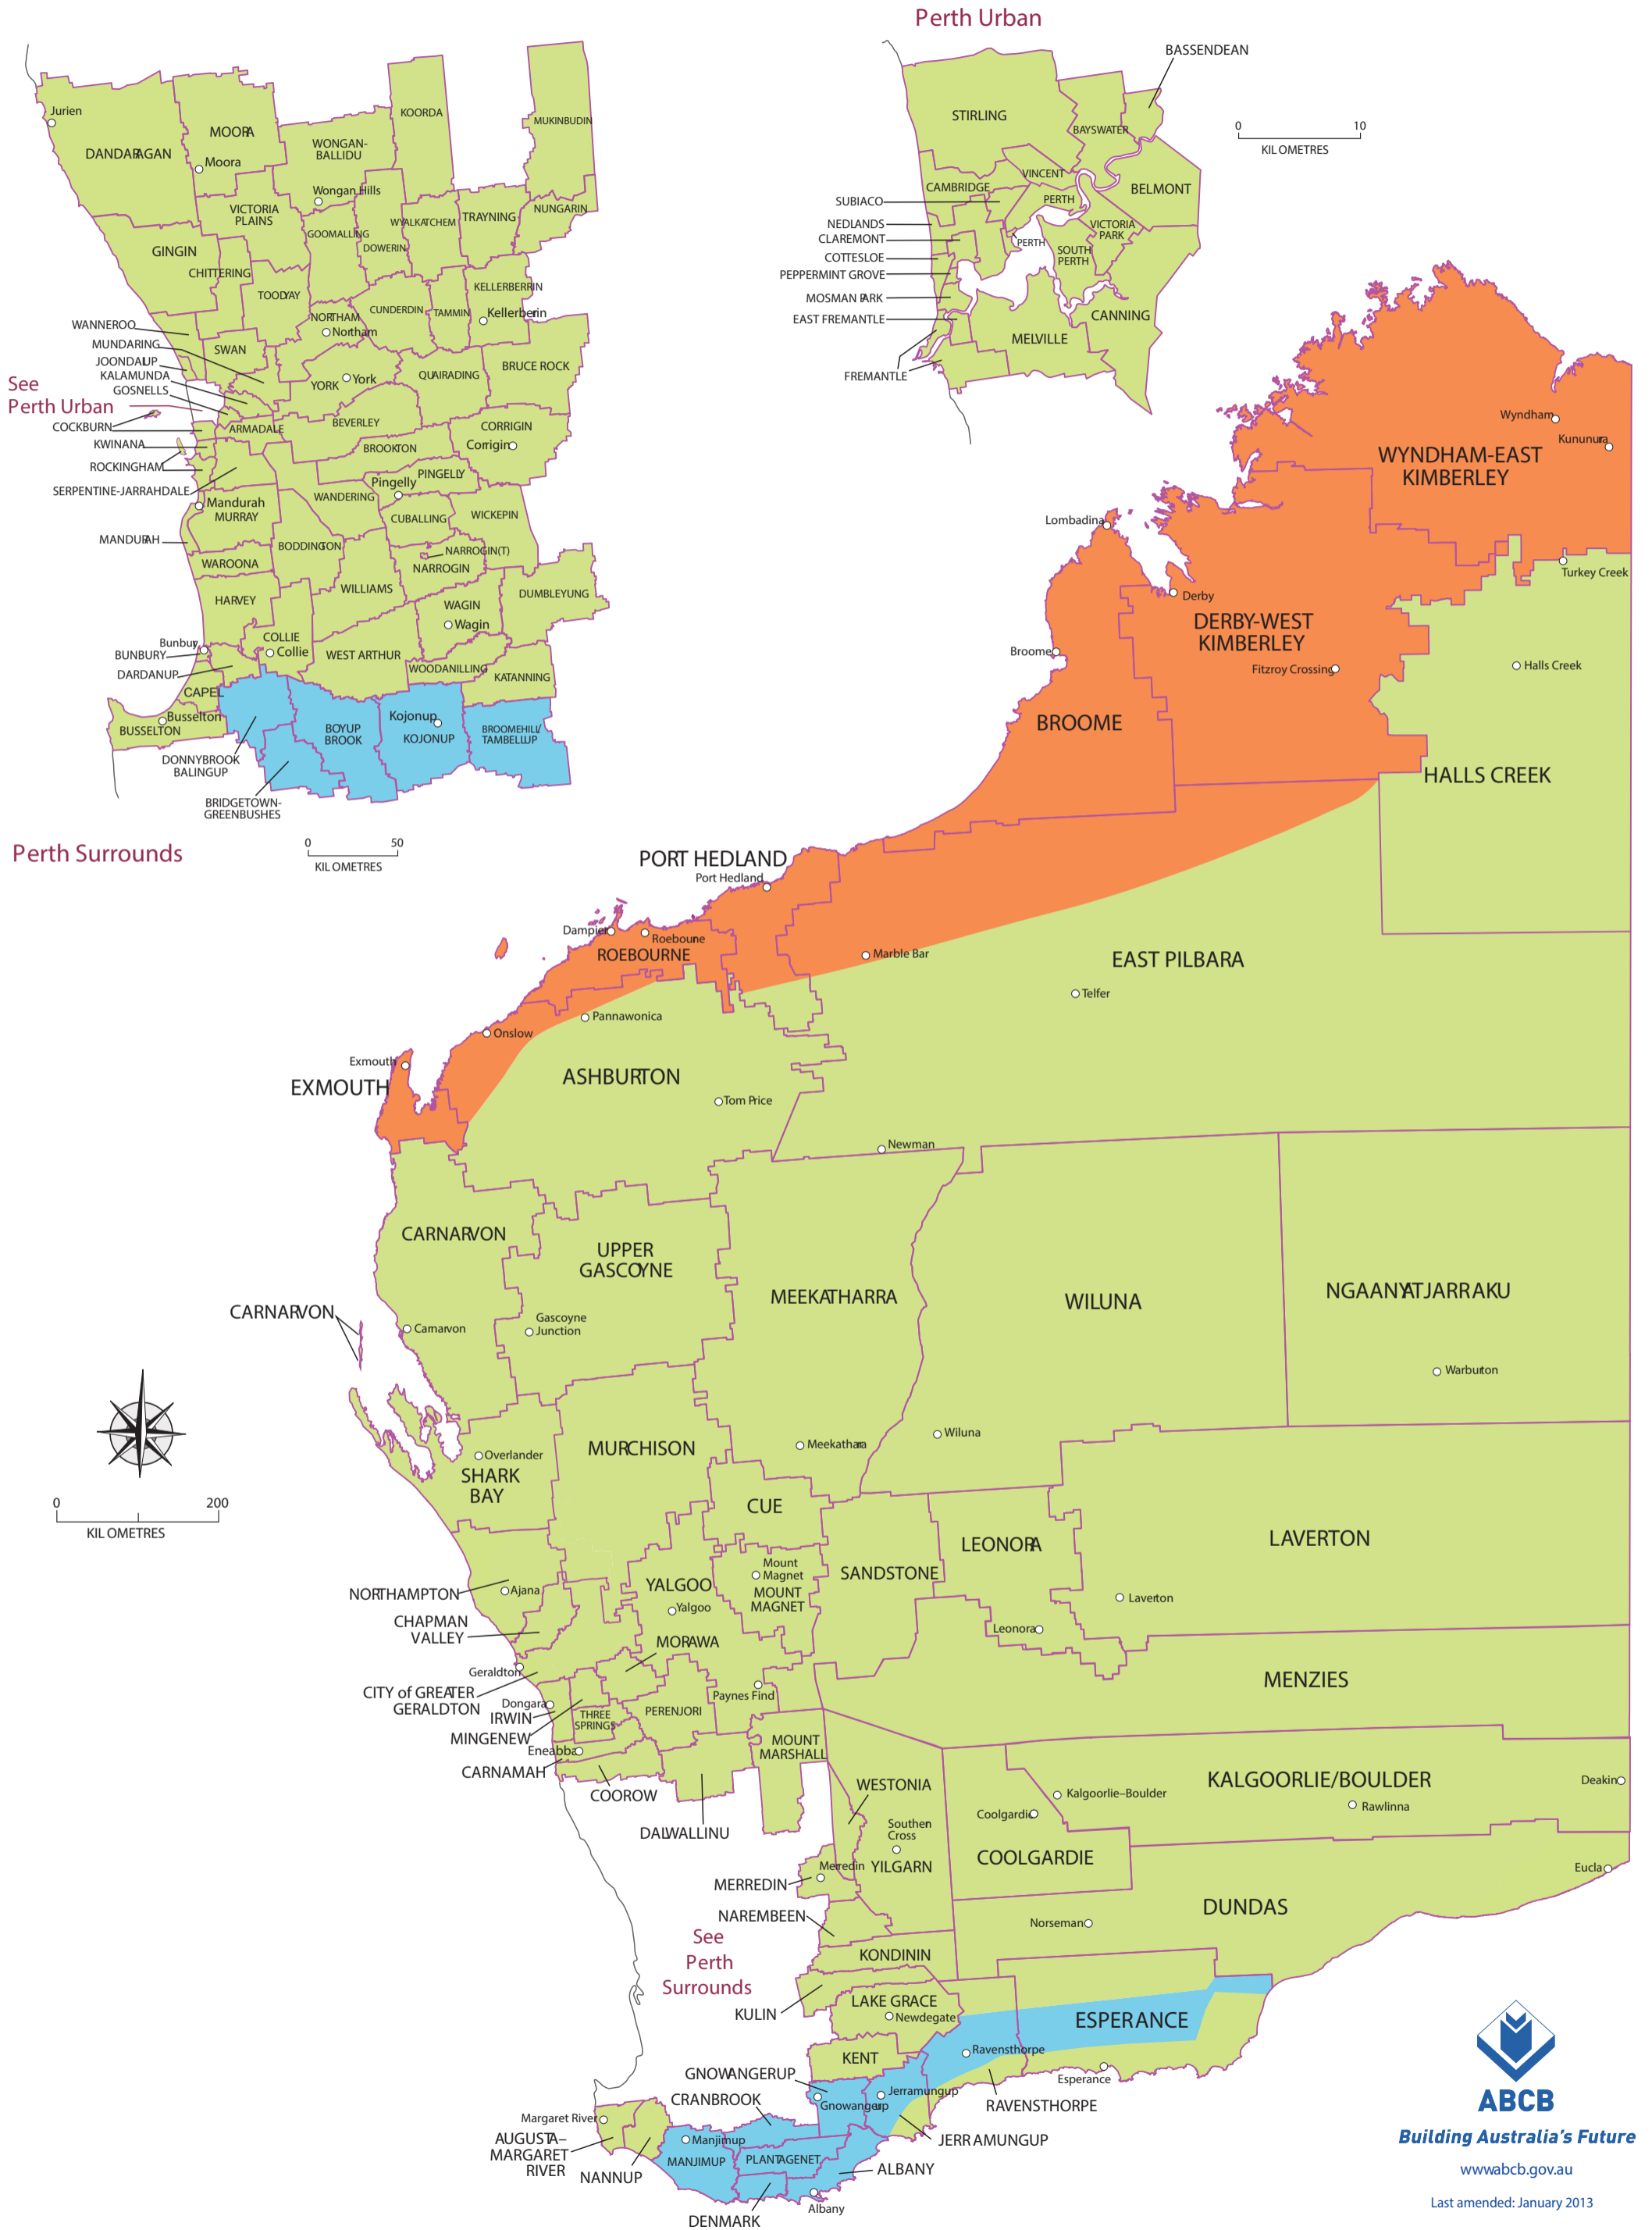 Perth Urban
BASSENDEAN
STIRLING
BAYSWATER
0 10
KILOMETRES
VINCENT
CAMBRIDGE
BELMONT
SUBIACO
PERTH
NEDLANDS
VICTORIA
PARK
CLAREMONT
PERTH
SOUTH
PERTH
COTTESLOE
PEPPERMINT GROVE
MOSMAN PARK
EAST FREMANTLE
CANNING
MELVILLE
FREMANTLE
Jurien
KOORDA
MUKINBUDIN
MOORA
DANDARAGAN
WONGAN-
BALLIDU
Moora
Wongan Hills
VICTORIA
PLAINS
WYALKATCHEM
TRAYNING
NUNGARIN
GOOMALLING
DOWERIN
GINGIN
CHITTERING
TOODYAY
KELLERBERRIN
CUNDERDIN
TAMMIN
Kellerberrin
NORTHAM
Northam
WANNEROO
MUNDARING
SWAN
JOONDALUP
KALAMUNDA
GOSNELLS
YORK
York
QUAIRADING
BRUCE ROCK
See
Perth Urban
COCKBURN
ARMADALE
BEVERLEY
CORRIGIN
Corrigin
KWINANA
BROOKTON
ROCKINGHAM
PINGELLY
Pingelly
SERPENTINE-JARRAHDALE
WANDERING
Mandurah
MURRAY
CUBALLING
WICKEPIN
MANDURAH
BODDINGTON
NARROGIN(T)
NARROGIN
WAROONA
WILLIAMS
DUMBLEYUNG
HARVEY
WAGIN
Wagin
Bunbury
BUNBURY
COLLIE
Collie
WEST ARTHUR
DARDANUP
WOODANILLING
KATANNING
CAPEL
Busselton
BUSSELTON
BOYUP
BROOK
Kojonup
KOJONUP
BROOMEHILL/
TAMBELLUP
DONNYBROOK
BALINGUP
BRIDGETOWN-
GREENBUSHES
Perth Surrounds
0 50
KILOMETRES
Wyndham
Kununurra
WYNDHAM-EAST
KIMBERLEY
Lombadina
Turkey Creek
Derby
DERBY-WEST
KIMBERLEY
Broome
Fitzroy Crossing
Halls Creek
BROOME
HALLS CREEK
PORT HEDLAND
Port Hedland
Dampier
Roebourne
ROEBOURNE
Marble Bar
EAST PILBARA
Telfer
Pannawonica
Onslow
Exmouth
EXMOUTH
ASHBURTON
Tom Price
Newman
CARNARVON
UPPER
GASCOYNE
MEEKATHARRA
WILUNA
NGAANYATJARRAKU
CARNARVON
Carnarvon
Gascoyne
Junction
Warburton
Wiluna
Meekatharra
MURCHISON
Overlander
SHARK
BAY
0 200
KILOMETRES
CUE
LEONORA
LAVERTON
SANDSTONE
Mount
Magnet
MOUNT
MAGNET
YALGOO
Yalgoo
NORTHAMPTON
Ajana
Laverton
CHAPMAN
VALLEY
Leonora
MORAWA
Geraldton
MENZIES
CITY of GREATER
GERALDTON
Paynes Find
Dongara
IRWIN
THREE
SPRINGS
PERENJORI
MINGENEW
Eneabba
MOUNT
MARSHALL
CARNAMAH
COOROW
WESTONIA
Kalgoorlie–Boulder
KALGOORLIE/BOULDER
Deakin
Rawlinna
Coolgardie
DALWALLINU
Southern
Cross
COOLGARDIE
Merredin
YILGARN
Eucla
MERREDIN
DUNDAS
NAREMBEEN
Norseman
See
Perth
Surrounds
KONDININ
KULIN
LAKE GRACE
Newdegate
ESPERANCE
KENT
Ravensthorpe
Esperance
GNOWANGERUP
Jerramungup
Gnowangerup
CRANBROOK
RAVENSTHORPE
Margaret River
AUGUSTA–
MARGARET
RIVER
Manjimup
MANJIMUP
PLANTAGENET
JERRAMUNGUP
NANNUP
ALBANY
Albany
DENMARK
ABCB
Building Australia's Future
www.abcb.gov.au
Last amended: January 2013